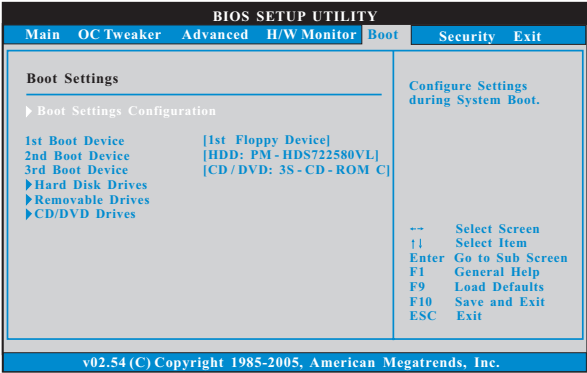 BIOS SETUP UTILITY
Main OC Tweaker Advanced H/W Monitor Boot Security Exit
Boot Settings
Boot Settings Configuration
1st Boot Device [1st Floppy Device]
2nd Boot Device [HDD: PM-HDS722580VL]
3rd Boot Device [CD/DVD: 3S-CD-ROM C]
Hard Disk Drives
Removable Drives
CD/DVD Drives
Configure Settings
during System Boot.
←→ Select Screen
↑↓ Select Item
Enter Go to Sub Screen
F1 General Help
F9 Load Defaults
F10 Save and Exit
ESC Exit
v02.54 (C) Copyright 1985-2005, American Megatrends, Inc.